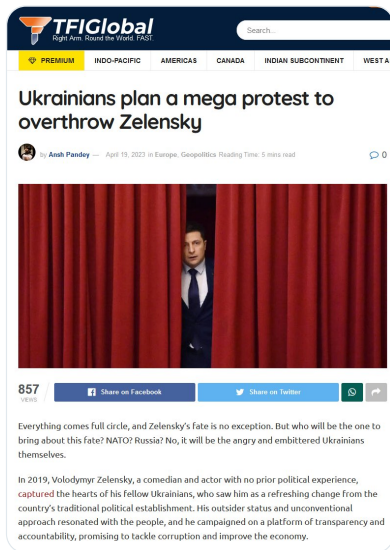 TFIGlobal
Right Arm. Round the World. FAST.
Search...
PREMIUM INDO-PACIFIC AMERICAS CANADA INDIAN SUBCONTINENT WEST A
Ukrainians plan a mega protest to
overthrow Zelensky
by Ansh Pandey — April 19, 2023 in Europe, Geopolitics Reading Time: 5 mins read 0
857
VIEWS
Share on Facebook
Share on Twitter
Everything comes full circle, and Zelensky's fate is no exception. But who will be the one to
bring about this fate? NATO? Russia? No, it will be the angry and embittered Ukrainians
themselves.
In 2019, Volodymyr Zelensky, a comedian and actor with no prior political experience,
captured the hearts of his fellow Ukrainians, who saw him as a refreshing change from the
country's traditional political establishment. His outsider status and unconventional
approach resonated with the people, and he campaigned on a platform of transparency and
accountability, promising to tackle corruption and improve the economy.